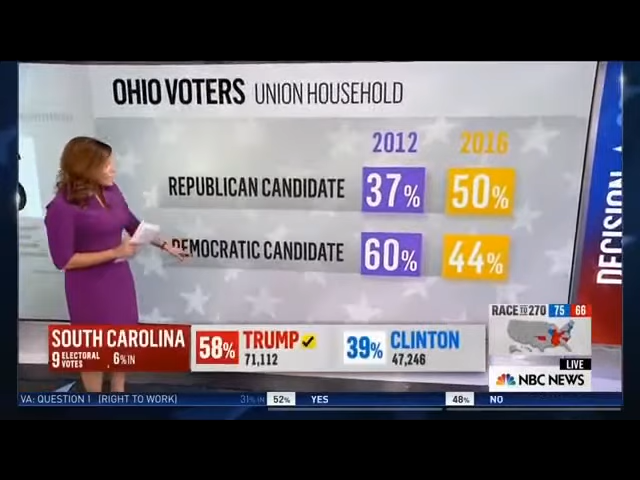 OHIO VOTERS UNION HOUSEHOLD
2012 2016
REPUBLICAN CANDIDATE 37% 50%
DEMOCRATIC CANDIDATE 60% 44%
DECISION
SOUTH CAROLINA
9 ELECTORAL VOTES 6% IN
58% TRUMP 71,112
39% CLINTON 47,246
RACE TO 270 75 66
LIVE
NBC NEWS
VA: QUESTION 1 (RIGHT TO WORK) 31% IN 52% YES 48% NO